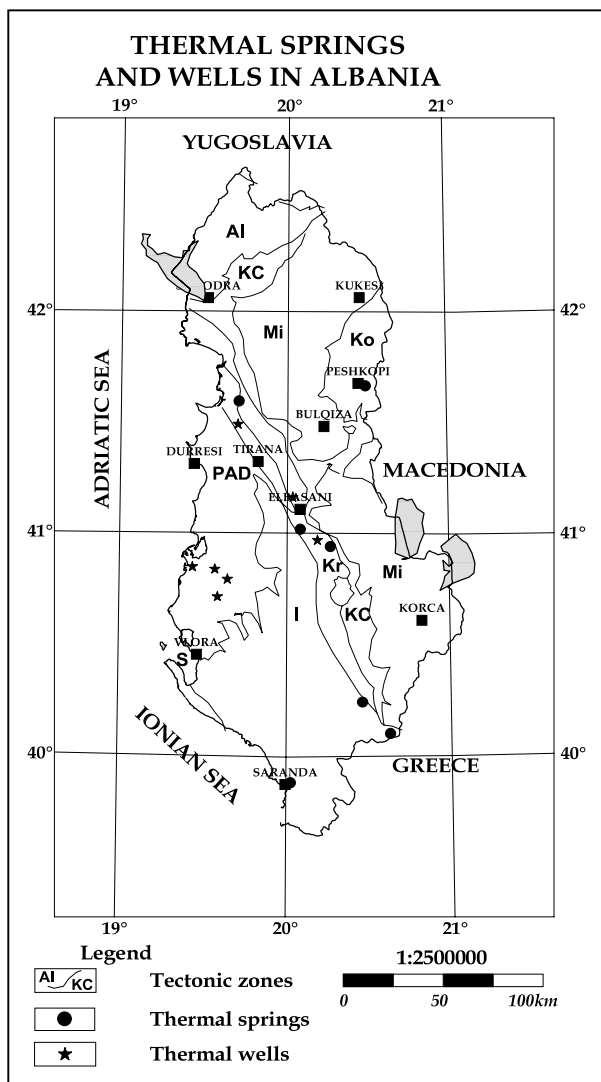 THERMAL SPRINGS
AND WELLS IN ALBANIA
19° 20° 21°
YUGOSLAVIA
Al
KC
ODRA
KUKESI
42° 42°
Mi
Ko
PESHKOPI
BULQIZA
ADRIATIC SEA
DURRESI
TIRANA
PAD
MACEDONIA
ELBASANI
41° 41°
Kr
Mi
I
KC
KORCA
VLORA
S
IONIAN SEA
40° 40°
GREECE
SARANDA
19° 20° 21°
Legend
1:2500000
Al KC Tectonic zones
0 50 100km
Thermal springs
Thermal wells